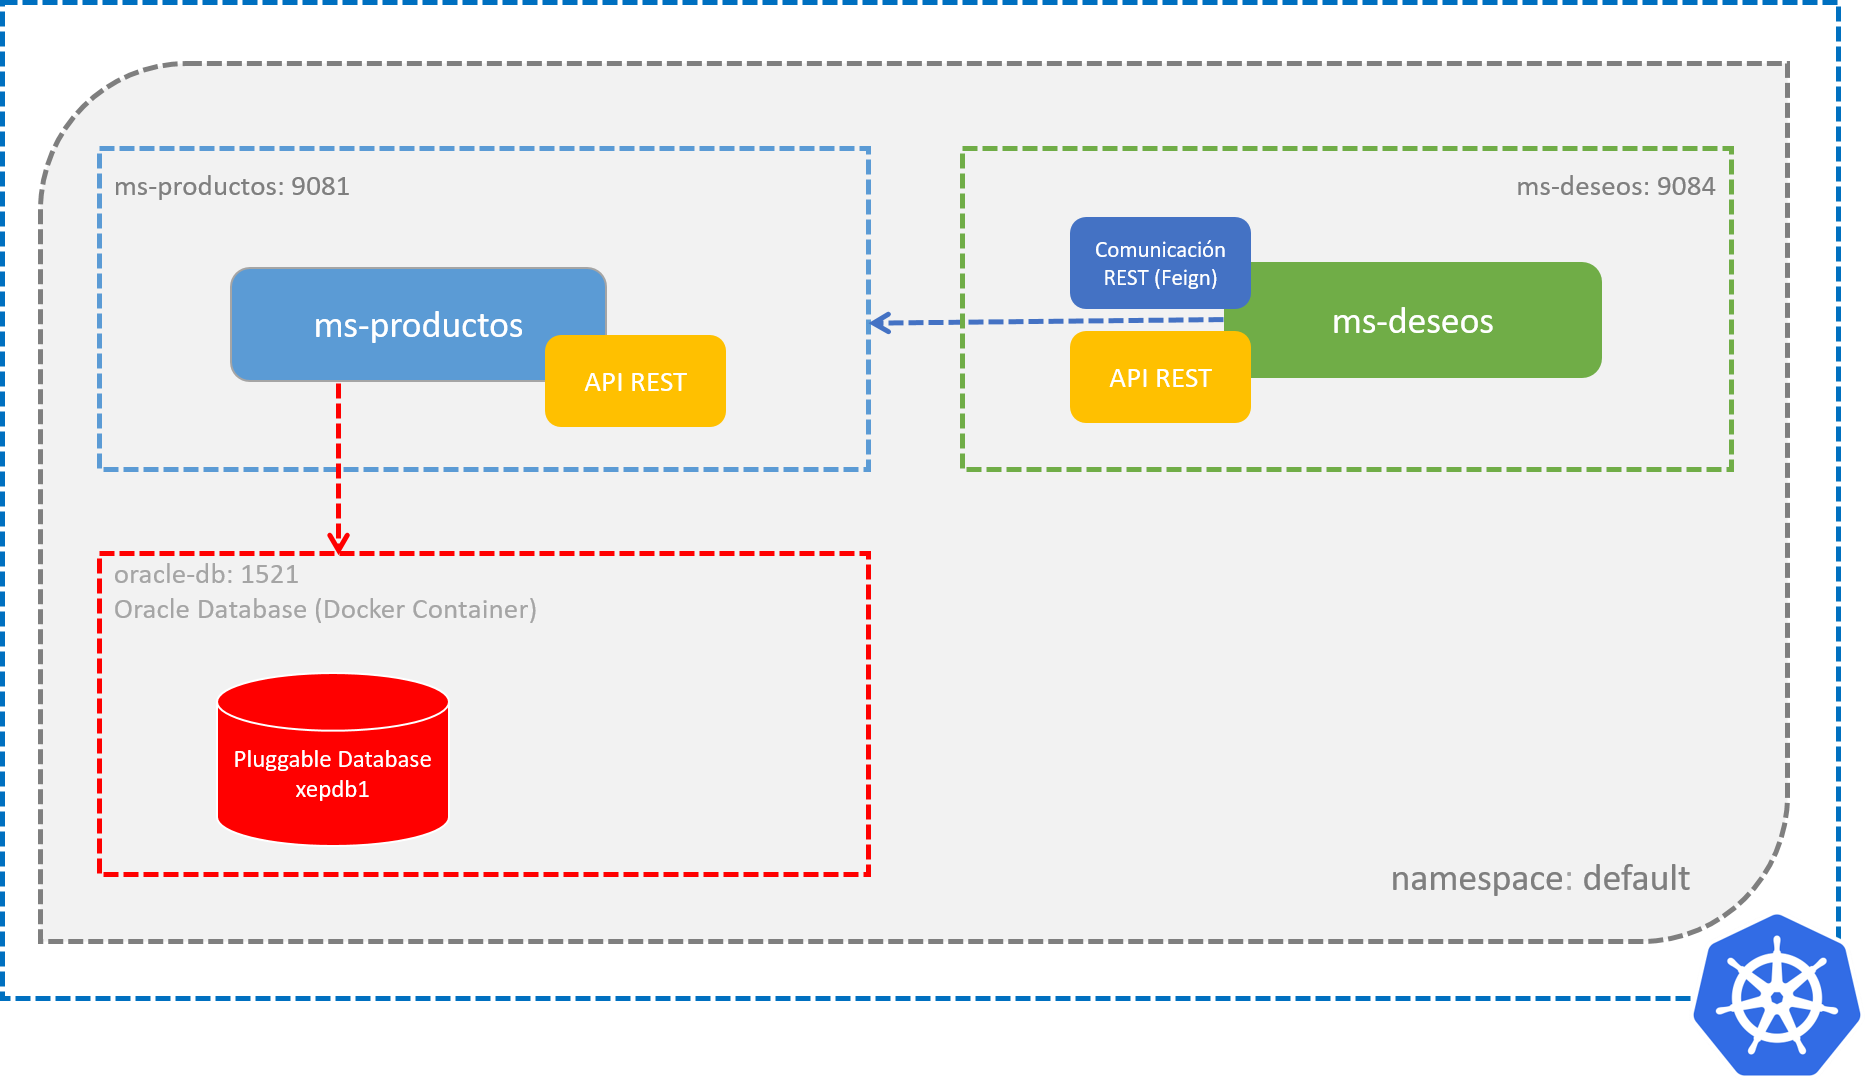 ms-productos: 9081
ms-productos
API REST
ms-deseos: 9084
Comunicación
REST (Feign)
ms-deseos
API REST
oracle-db: 1521
Oracle Database (Docker Container)
Pluggable Database
xepdb1
namespace: default